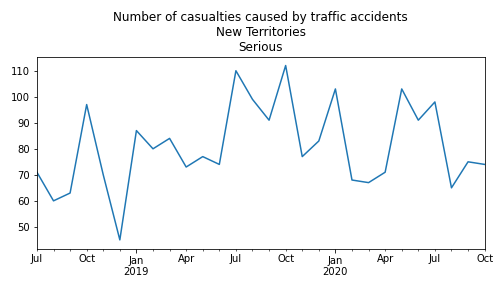 Number of casualties caused by traffic accidents
New Territories
Serious
110
100
90
80
70
60
50
Jul Oct Jan Apr Jul Oct Jan Apr Jul Oct
2019 2020